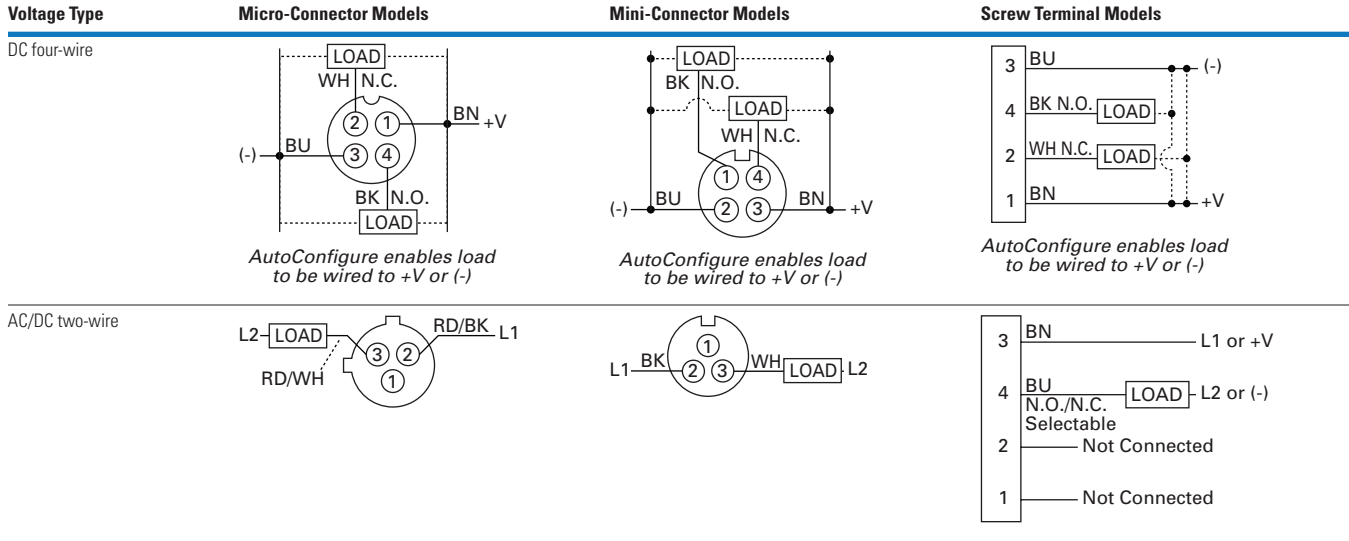 Voltage Type Micro-Connector Models Mini-Connector Models Screw Terminal Models
DC four-wire
LOAD
WH N.C.
2 1
BN +V
(-) BU
3 4
BK N.O.
LOAD
AutoConfigure enables load
to be wired to +V or (-)
LOAD
BK N.O.
LOAD
WH N.C.
1 4
(-) BU 2 3 BN +V
AutoConfigure enables load
to be wired to +V or (-)
3 BU (-)
4 BK N.O. LOAD
2 WH N.C. LOAD
1 BN +V
AutoConfigure enables load
to be wired to +V or (-)
AC/DC two-wire
L2 LOAD RD/BK L1
3 2
RD/WH 1
1
L1 BK 2 3 WH LOAD L2
3 BN L1 or +V
4 BU LOAD L2 or (-)
N.O./N.C.
Selectable
2 Not Connected
1 Not Connected